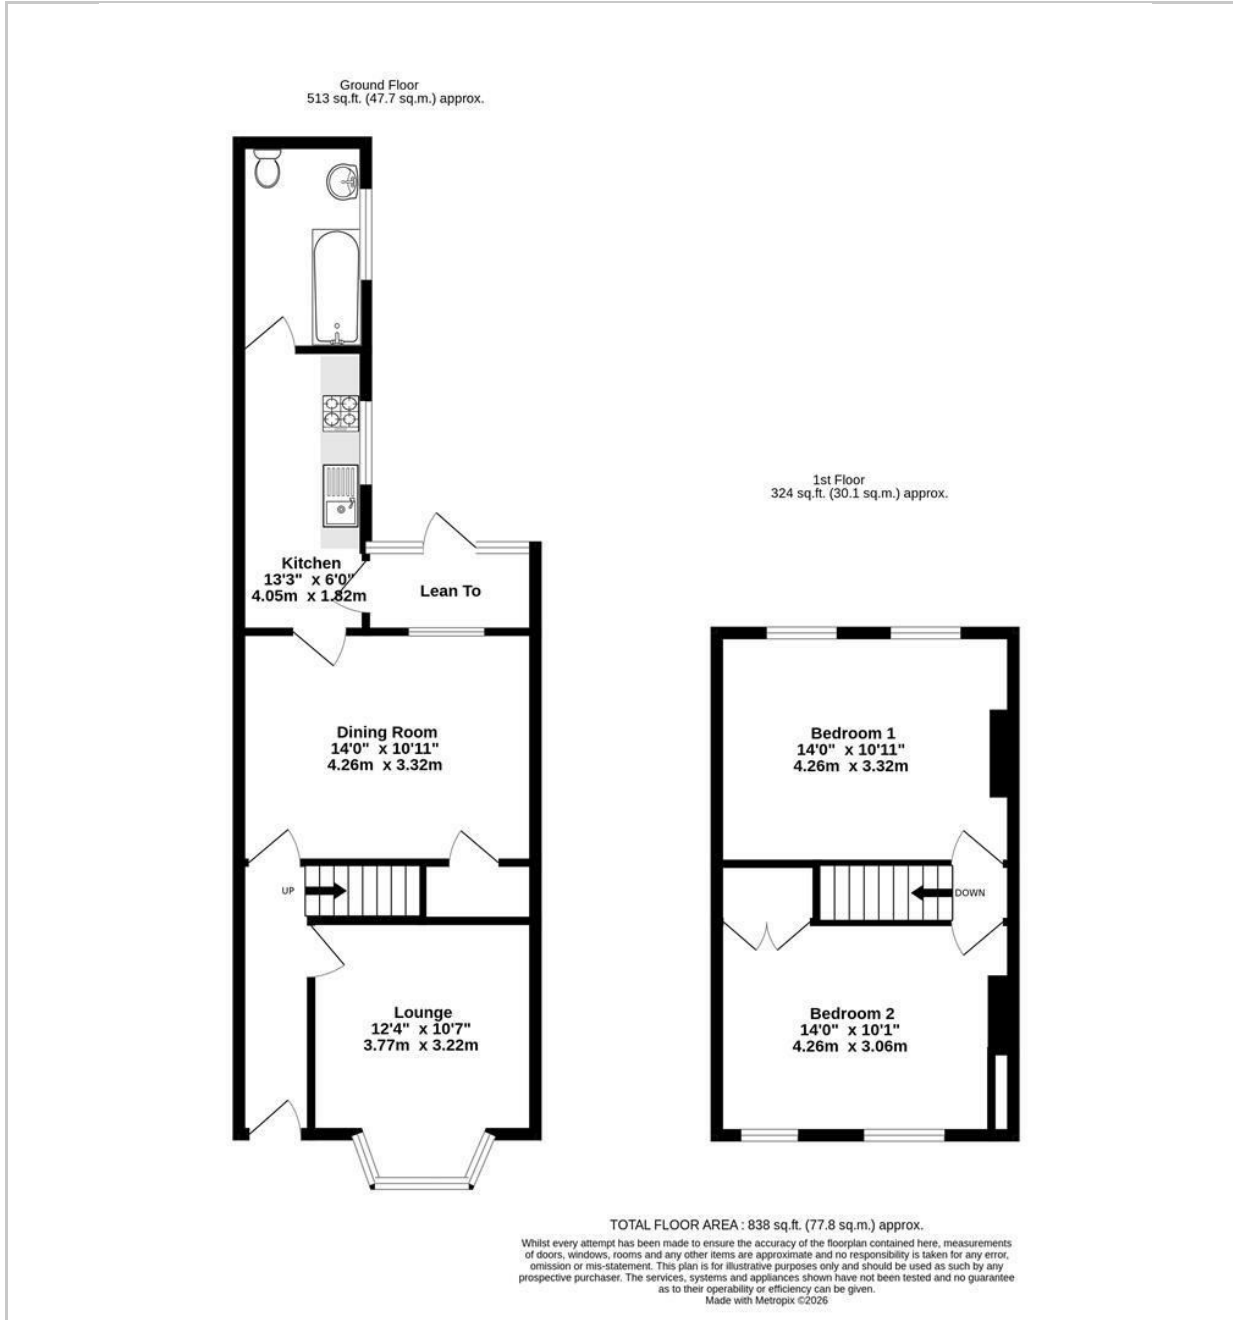 Ground Floor
513 sq.ft. (47.7 sq.m.) approx.
1st Floor
324 sq.ft. (30.1 sq.m.) approx.
Kitchen
13'3" x 6'0"
4.05m x 1.82m
Lean To
Dining Room
14'0" x 10'11"
4.26m x 3.32m
UP
Lounge
12'4" x 10'7"
3.77m x 3.22m
Bedroom 1
14'0" x 10'11"
4.26m x 3.32m
DOWN
Bedroom 2
14'0" x 10'1"
4.26m x 3.06m
TOTAL FLOOR AREA : 838 sq.ft. (77.8 sq.m.) approx.
Whilst every attempt has been made to ensure the accuracy of the floorplan contained here, measurements
of doors, windows, rooms and any other items are approximate and no responsibility is taken for any error,
omission or mis-statement. This plan is for illustrative purposes only and should be used as such by any
prospective purchaser. The services, systems and appliances shown have not been tested and no guarantee
as to their operability or efficiency can be given.
Made with Metropix ©2026